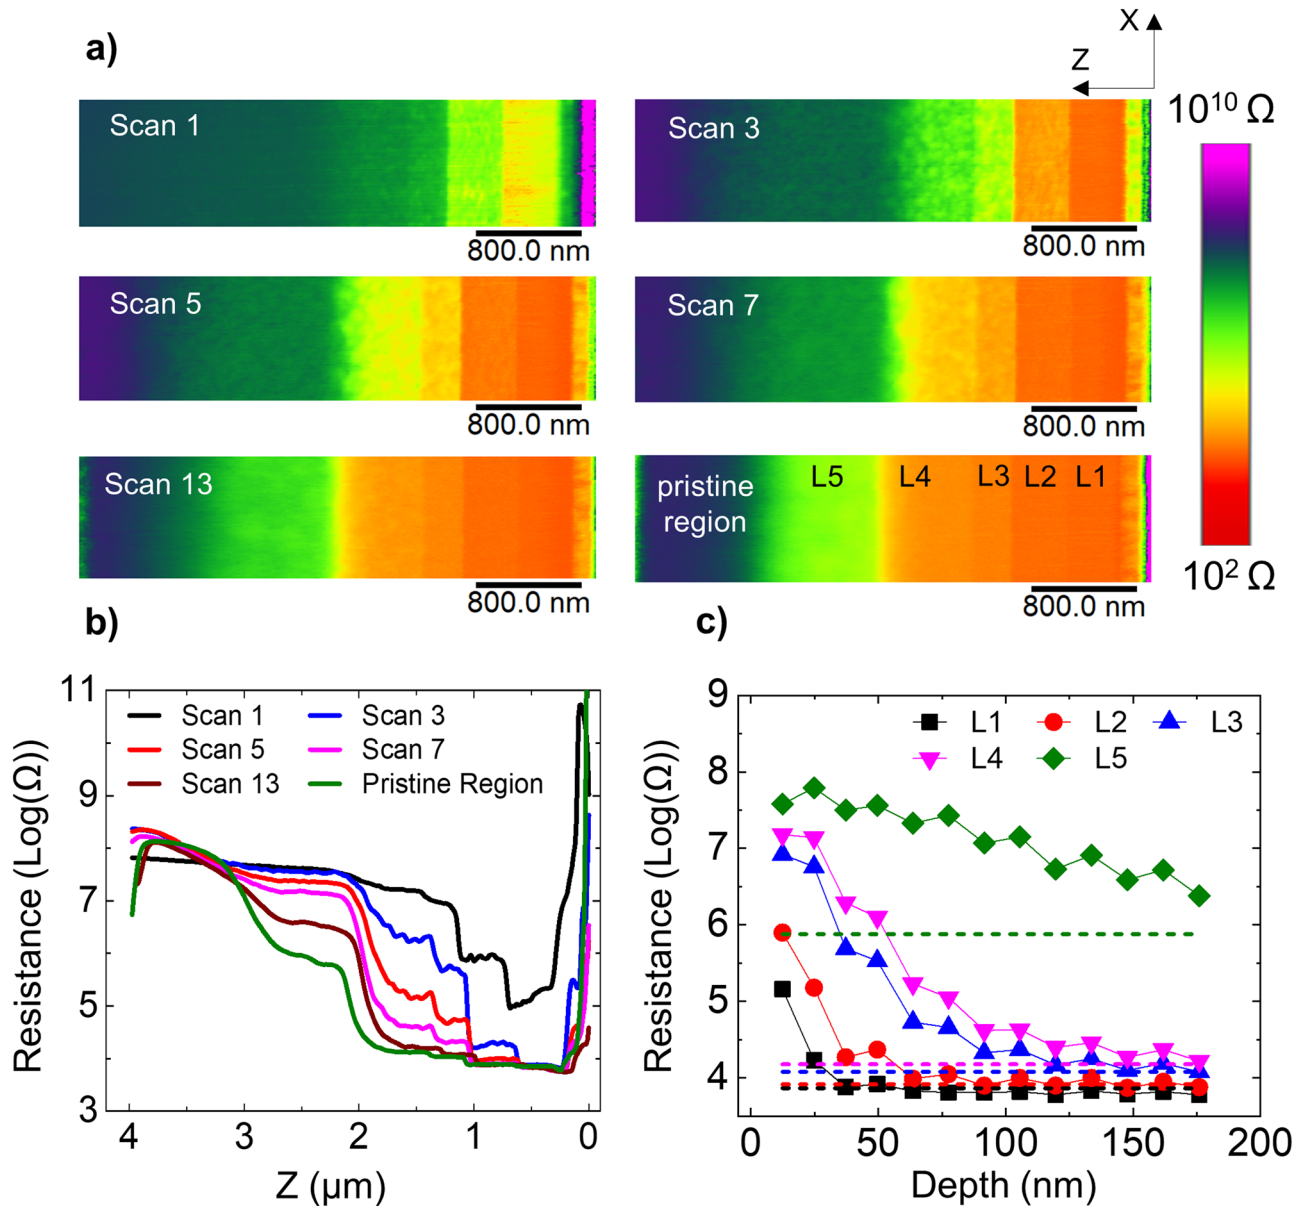 a)
X
Z
Scan 1
800.0 nm
Scan 3
800.0 nm
10¹⁰ Ω
Scan 5
800.0 nm
Scan 7
800.0 nm
Scan 13
800.0 nm
pristine
region
L5 L4 L3 L2 L1
800.0 nm
10² Ω
b)
11
9
7
5
3
Resistance (Log(Ω))
Scan 1 Scan 3
Scan 5 Scan 7
Scan 13 Pristine Region
4 3 2 1 0
Z (μm)
c)
9
8
7
6
5
4
Resistance (Log(Ω))
L1 L2 L3
L4 L5
0 50 100 150 200
Depth (nm)